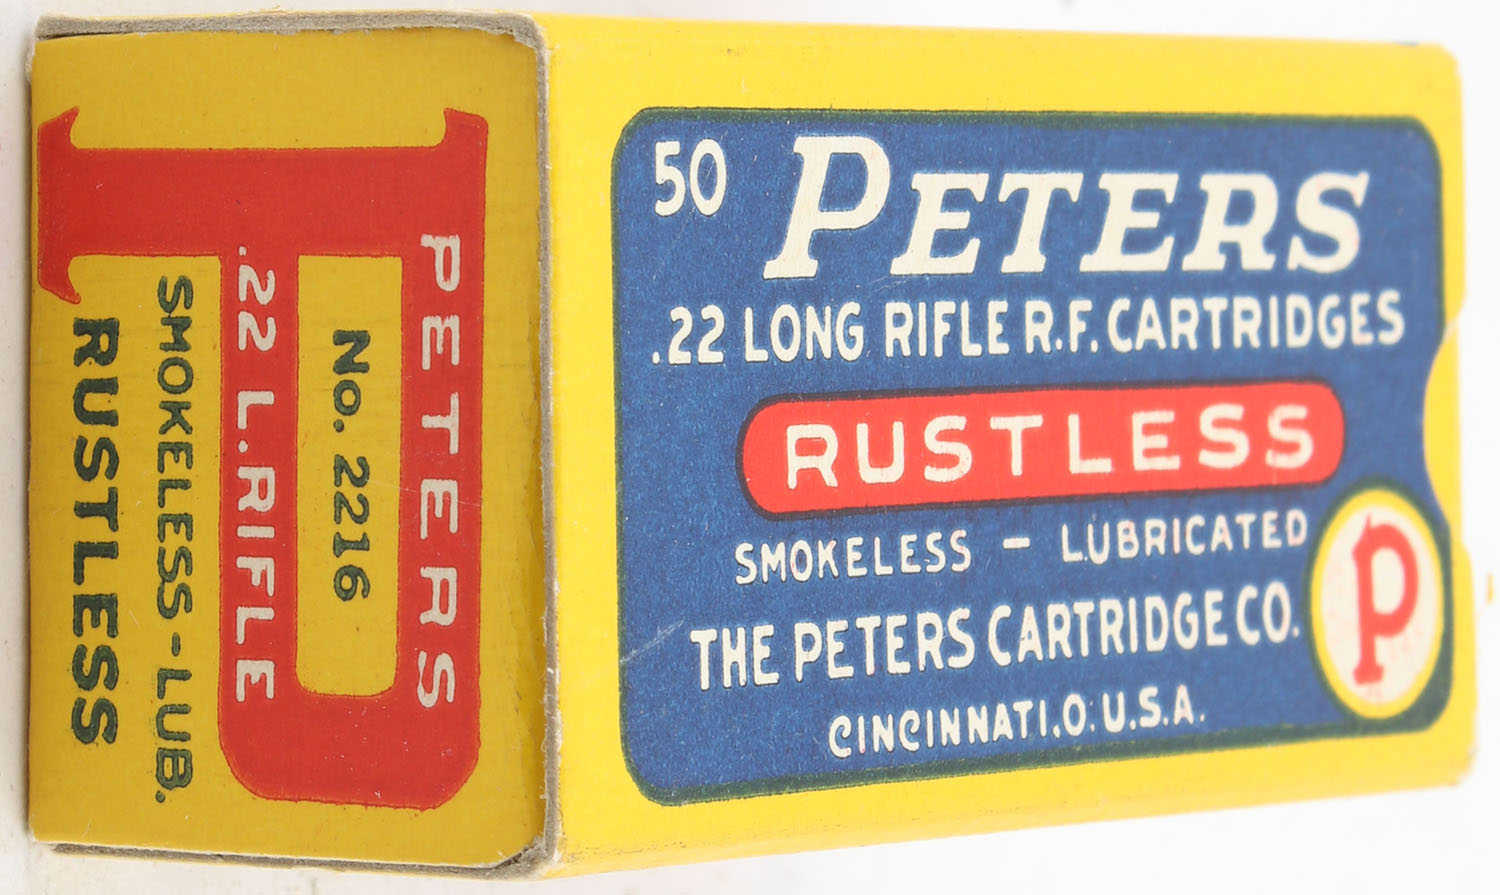 50 PETERS
.22 LONG RIFLE R.F. CARTRIDGES
RUSTLESS
SMOKELESS - LUBRICATED
THE PETERS CARTRIDGE CO.
CINCINNATI.O. U.S.A.
P
PETERS
No. 2216
.22 L.RIFLE
SMOKELESS-LUB.
RUSTLESS